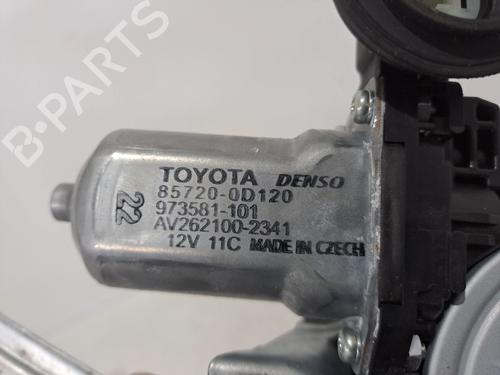 B-PARTS
TOYOTA DENSO
85720-0D120
973581-101
AV262100-2341
12V 11C MADE IN CZECH
22